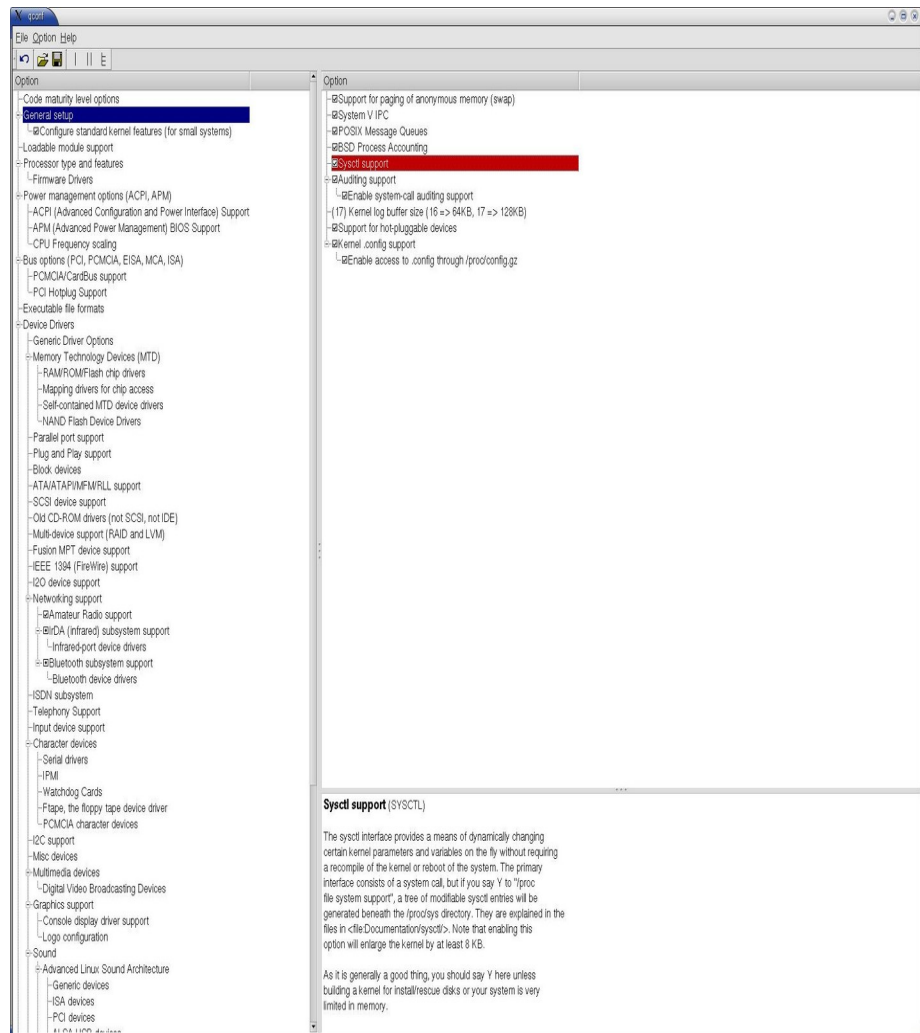 qconf
File Option Help
Option
Code maturity level options
General setup
Configure standard kernel features (for small systems)
Loadable module support
Processor type and features
Firmware Drivers
Power management options (ACPI, APM)
ACPI (Advanced Configuration and Power Interface) Support
APM (Advanced Power Management) BIOS Support
CPU Frequency scaling
Bus options (PCI, PCMCIA, EISA, MCA, ISA)
PCMCIA/CardBus support
PCI Hotplug Support
Executable file formats
Device Drivers
Generic Driver Options
Memory Technology Devices (MTD)
RAM/ROM/Flash chip drivers
Mapping drivers for chip access
Self-contained MTD device drivers
NAND Flash Device Drivers
Parallel port support
Plug and Play support
Block devices
ATA/ATAPI/MFM/RLL support
SCSI device support
Old CD-ROM drivers (not SCSI, not IDE)
Multi-device support (RAID and LVM)
Fusion MPT device support
IEEE 1394 (FireWire) support
I2O device support
Networking support
Amateur Radio support
IrDA (infrared) subsystem support
Infrared-port device drivers
Bluetooth subsystem support
Bluetooth device drivers
ISDN subsystem
Telephony Support
Input device support
Character devices
Serial drivers
IPMI
Watchdog Cards
Ftape, the floppy tape device driver
PCMCIA character devices
I2C support
Misc devices
Multimedia devices
Digital Video Broadcasting Devices
Graphics support
Console display driver support
Logo configuration
Sound
Advanced Linux Sound Architecture
Generic devices
ISA devices
PCI devices
ALSA USB devices
Option
Support for paging of anonymous memory (swap)
System V IPC
POSIX Message Queues
BSD Process Accounting
Sysctl support
Auditing support
Enable system-call auditing support
(17) Kernel log buffer size (16 => 64KB, 17 => 128KB)
Support for hot-pluggable devices
Kernel .config support
Enable access to .config through /proc/config.gz
Sysctl support (SYSCTL)
The sysctl interface provides a means of dynamically changing
certain kernel parameters and variables on the fly without requiring
a recompile of the kernel or reboot of the system. The primary
interface consists of a system call, but if you say Y to "/proc
file system support", a tree of modifiable sysctl entries will be
generated beneath the /proc/sys directory. They are explained in the
files in <file:Documentation/sysctl/>. Note that enabling this
option will enlarge the kernel by at least 8 KB.
As it is generally a good thing, you should say Y here unless
building a kernel for install/rescue disks or your system is very
limited in memory.